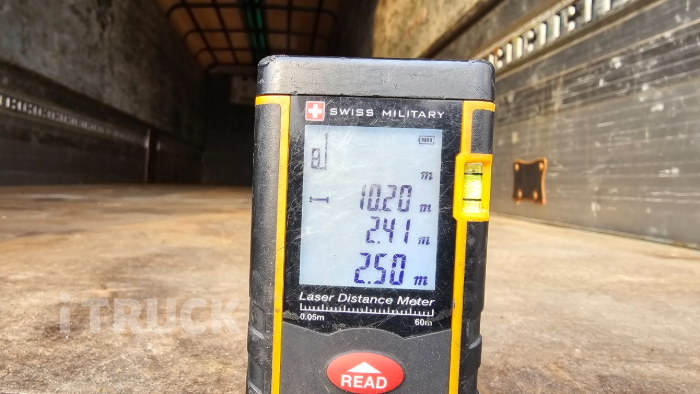 SWISS MILITARY
m
10.20 m
2.41 m
2.50 m
Laser Distance Meter
0.05m 60m
iTRUCK
READ